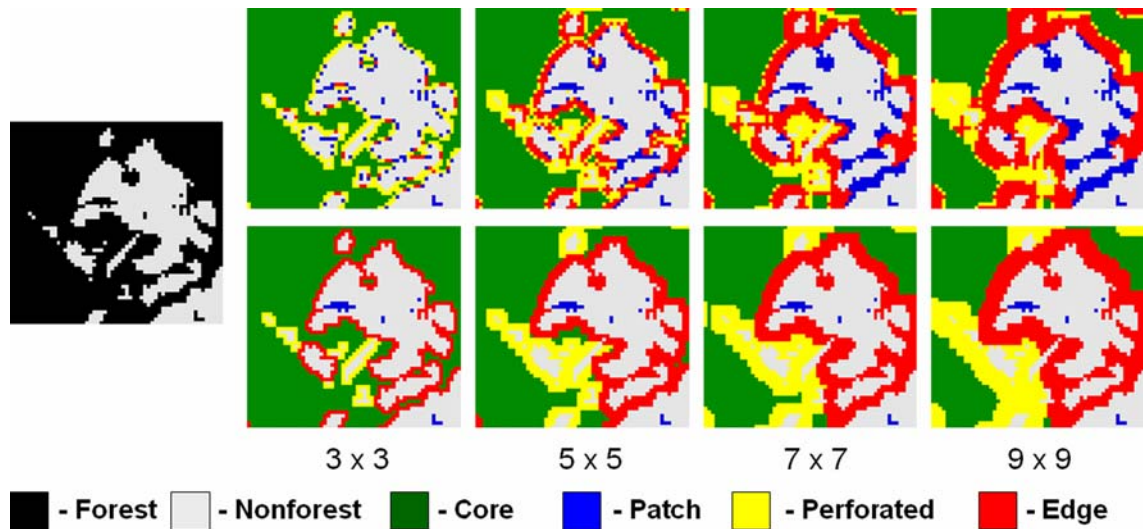 3 x 3 5 x 5 7 x 7 9 x 9
- Forest - Nonforest - Core - Patch - Perforated - Edge